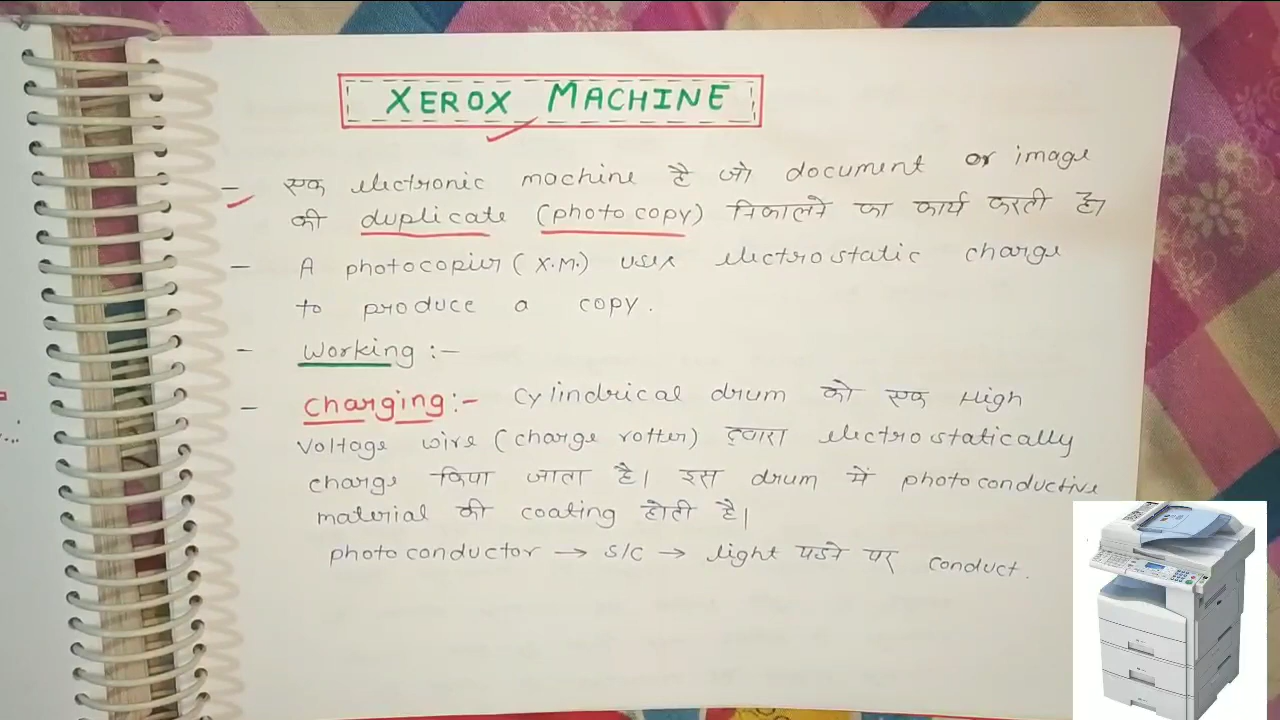 XEROX MACHINE
- एक electronic machine है जो document or image
की duplicate (photo copy) निकालने का कार्य करती है।
- A photocopier (X.M.) uses electrostatic charge
to produce a copy.
- Working :-
- Charging :- Cylindrical drum को एक High
Voltage wire (charge rotter) द्वारा electrostatically
charge किया जाता है। इस drum में photoconductive
material की coating होती है।
photoconductor → S/C → light पडने पर conduct.